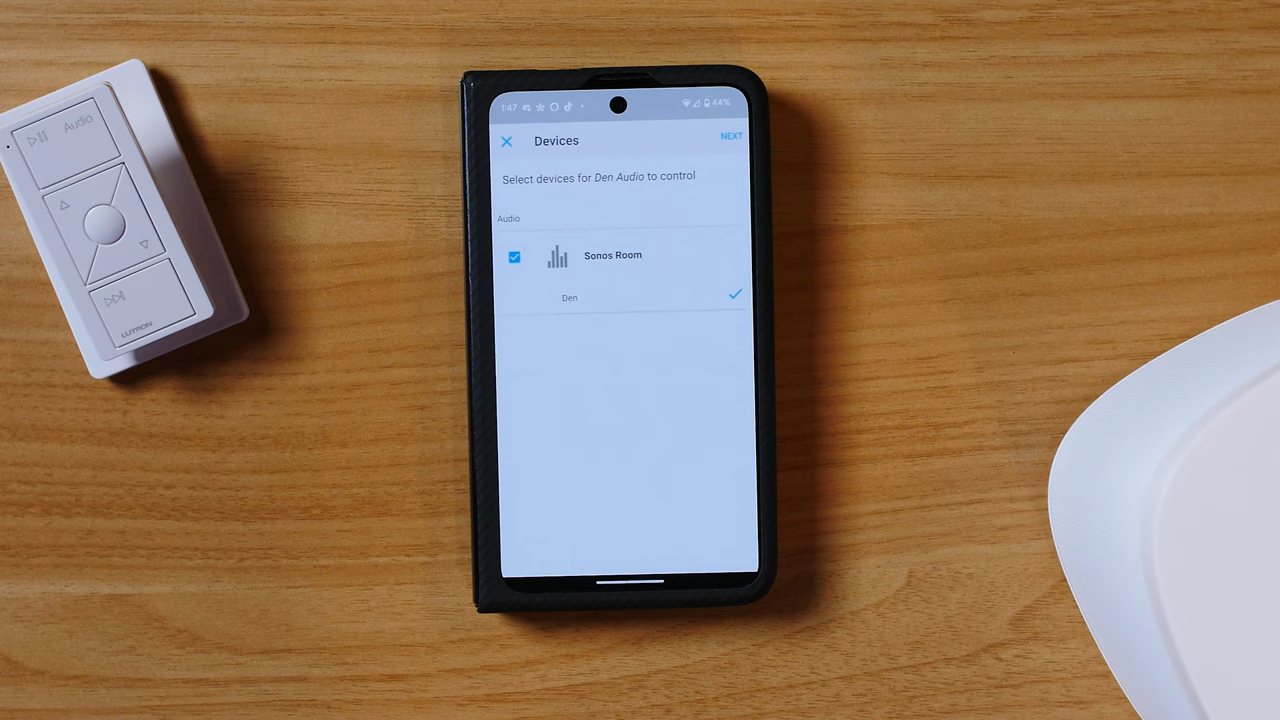 Audio
LUTRON
1:47
44%
Devices
NEXT
Select devices for Den Audio to control
Audio
Sonos Room
Den